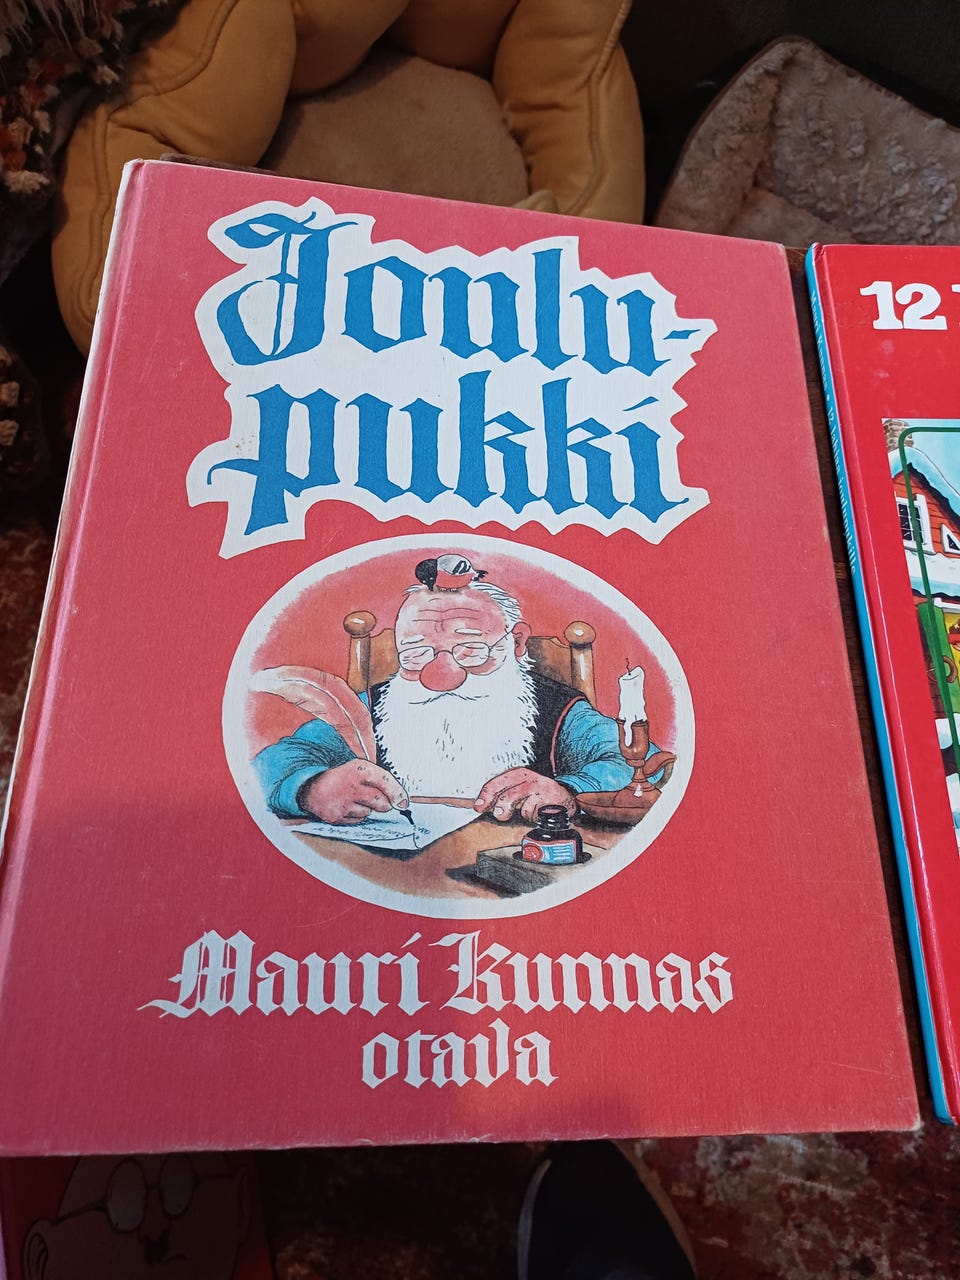 Joulu-
pukki
Mauri Kunnas
otava
12